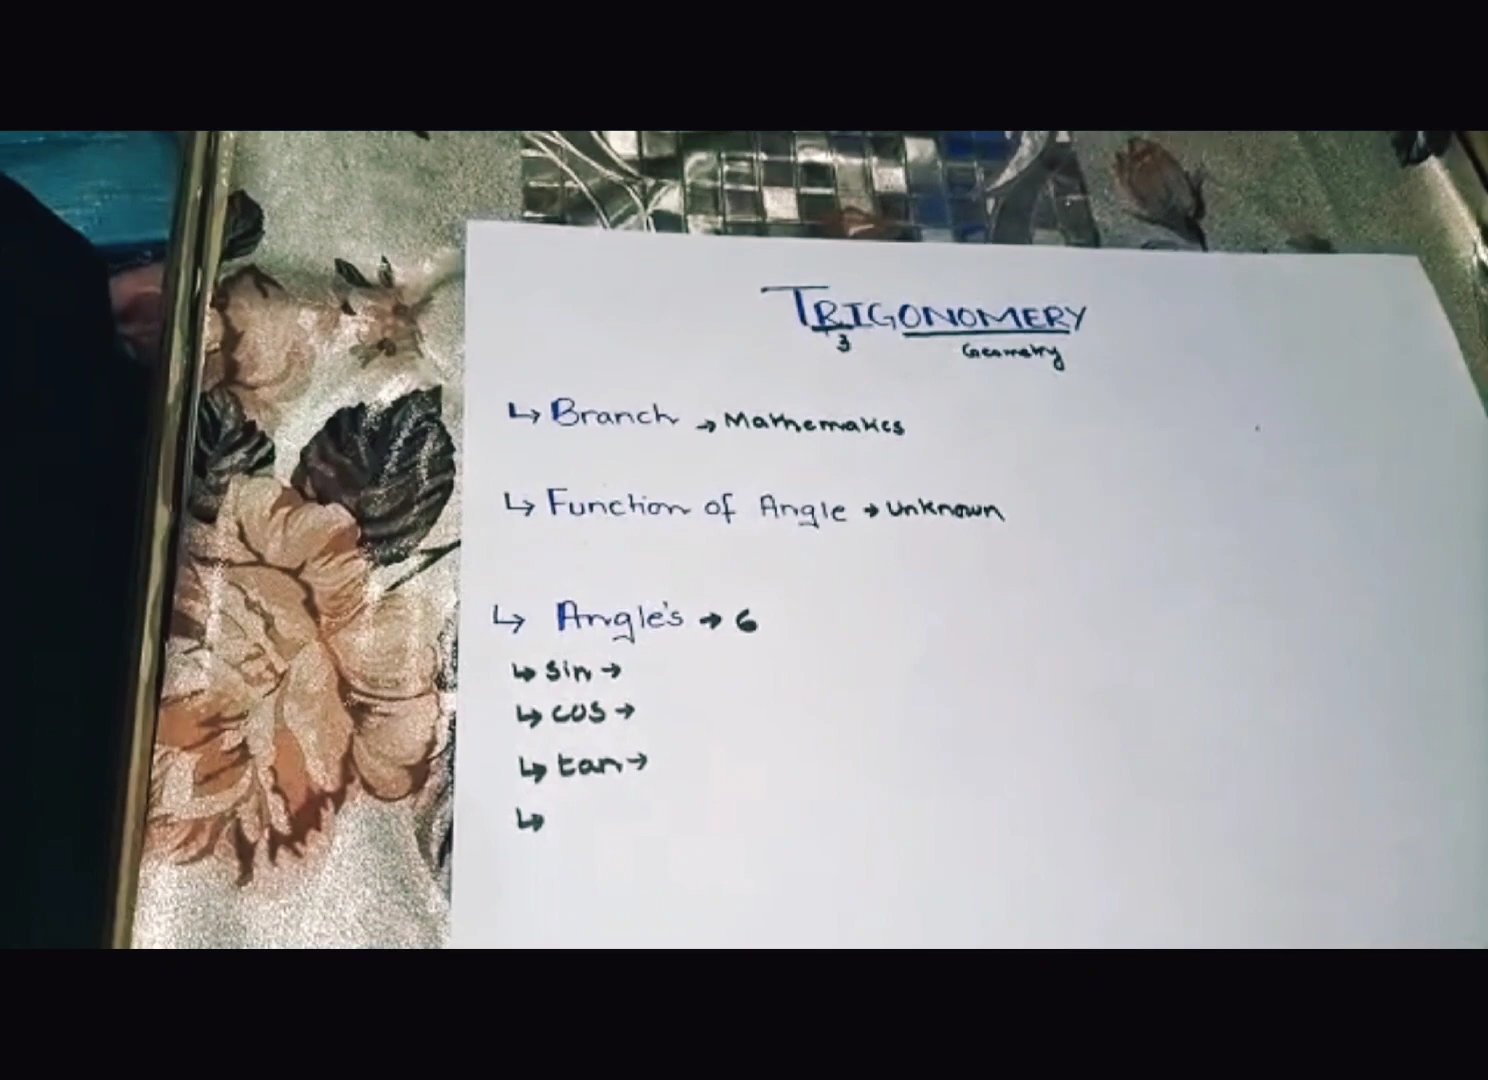 TRIGONOMERY
3 Geometry
↳ Branch → Mathematics
↳ Function of Angle → Unknown
↳ Angle's → 6
↳ sin →
↳ cos →
↳ tan →
↳